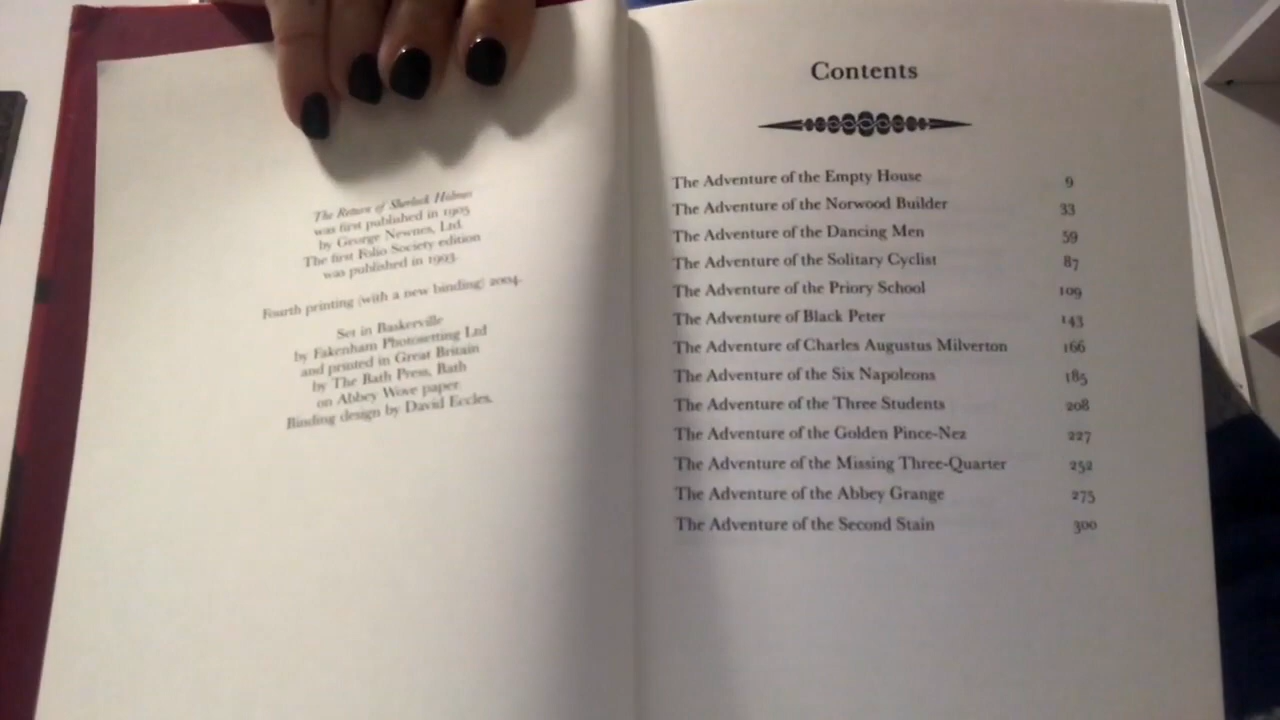 The Return of Sherlock Holmes
was first published in 1905
by George Newnes, Ltd.
The first Folio Society edition
was published in 1993.
Fourth printing (with a new binding) 2004.
Set in Baskerville
by Fakenham Photosetting Ltd
and printed in Great Britain
by The Bath Press, Bath
on Abbey Wove paper.
Binding design by David Eccles.
Contents
The Adventure of the Empty House 9
The Adventure of the Norwood Builder 33
The Adventure of the Dancing Men 59
The Adventure of the Solitary Cyclist 87
The Adventure of the Priory School 109
The Adventure of Black Peter 143
The Adventure of Charles Augustus Milverton 166
The Adventure of the Six Napoleons 185
The Adventure of the Three Students 208
The Adventure of the Golden Pince-Nez 227
The Adventure of the Missing Three-Quarter 252
The Adventure of the Abbey Grange 275
The Adventure of the Second Stain 300